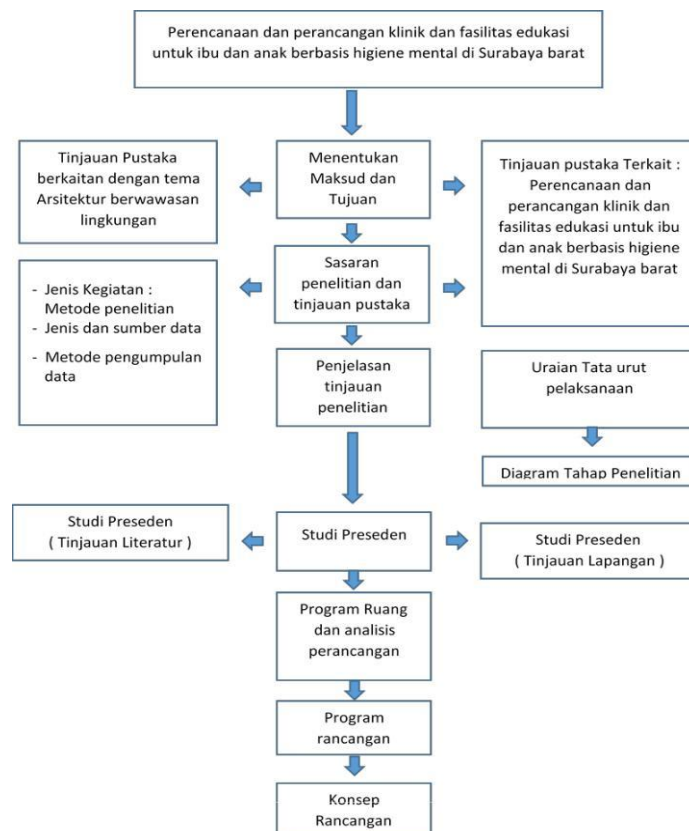 Perencanaan dan perancangan klinik dan fasilitas edukasi
untuk ibu dan anak berbasis higiene mental di Surabaya barat
Tinjauan Pustaka
berkaitan dengan tema
Arsitektur berwawasan
lingkungan
Menentukan
Maksud dan
Tujuan
Tinjauan pustaka Terkait :
Perencanaan dan
perancangan klinik dan
fasilitas edukasi untuk ibu
dan anak berbasis higiene
mental di Surabaya barat
Sasaran
penelitian dan
tinjauan pustaka
- Jenis Kegiatan :
Metode penelitian
- Jenis dan sumber data
- Metode pengumpulan
data
Penjelasan
tinjauan
penelitian
Uraian Tata urut
pelaksanaan
Diagram Tahap Penelitian
Studi Preseden
( Tinjauan Literatur )
Studi Preseden
Studi Preseden
( Tinjauan Lapangan )
Program Ruang
dan analisis
perancangan
Program
rancangan
Konsep
Rancangan